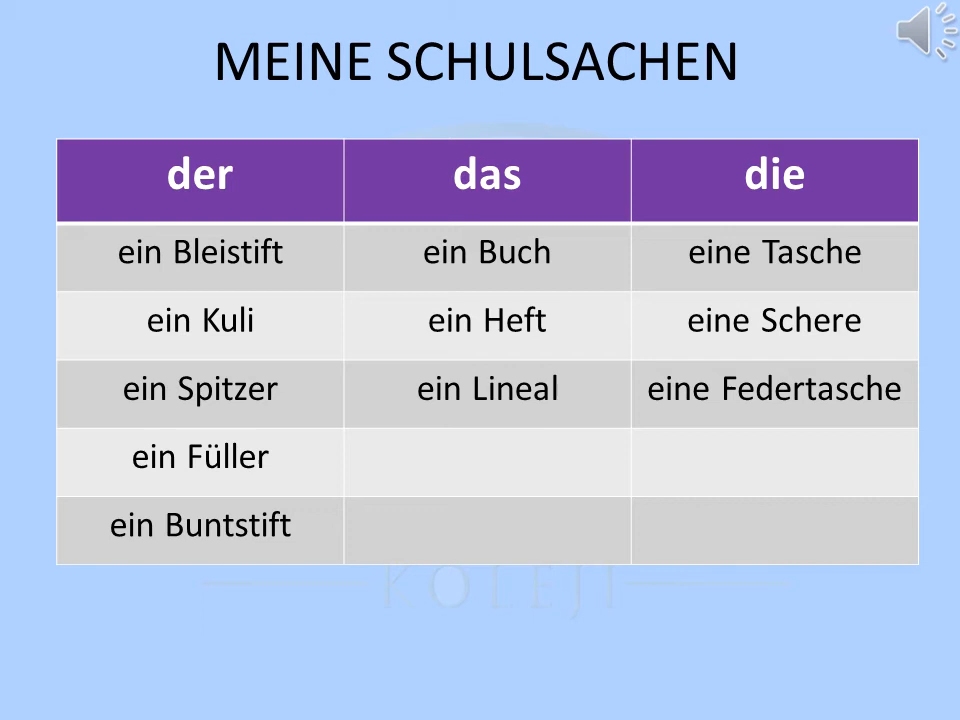 MEINE SCHULSACHEN
der das die
ein Bleistift ein Buch eine Tasche
ein Kuli ein Heft eine Schere
ein Spitzer ein Lineal eine Federtasche
ein Füller
ein Buntstift
KOLEJİ